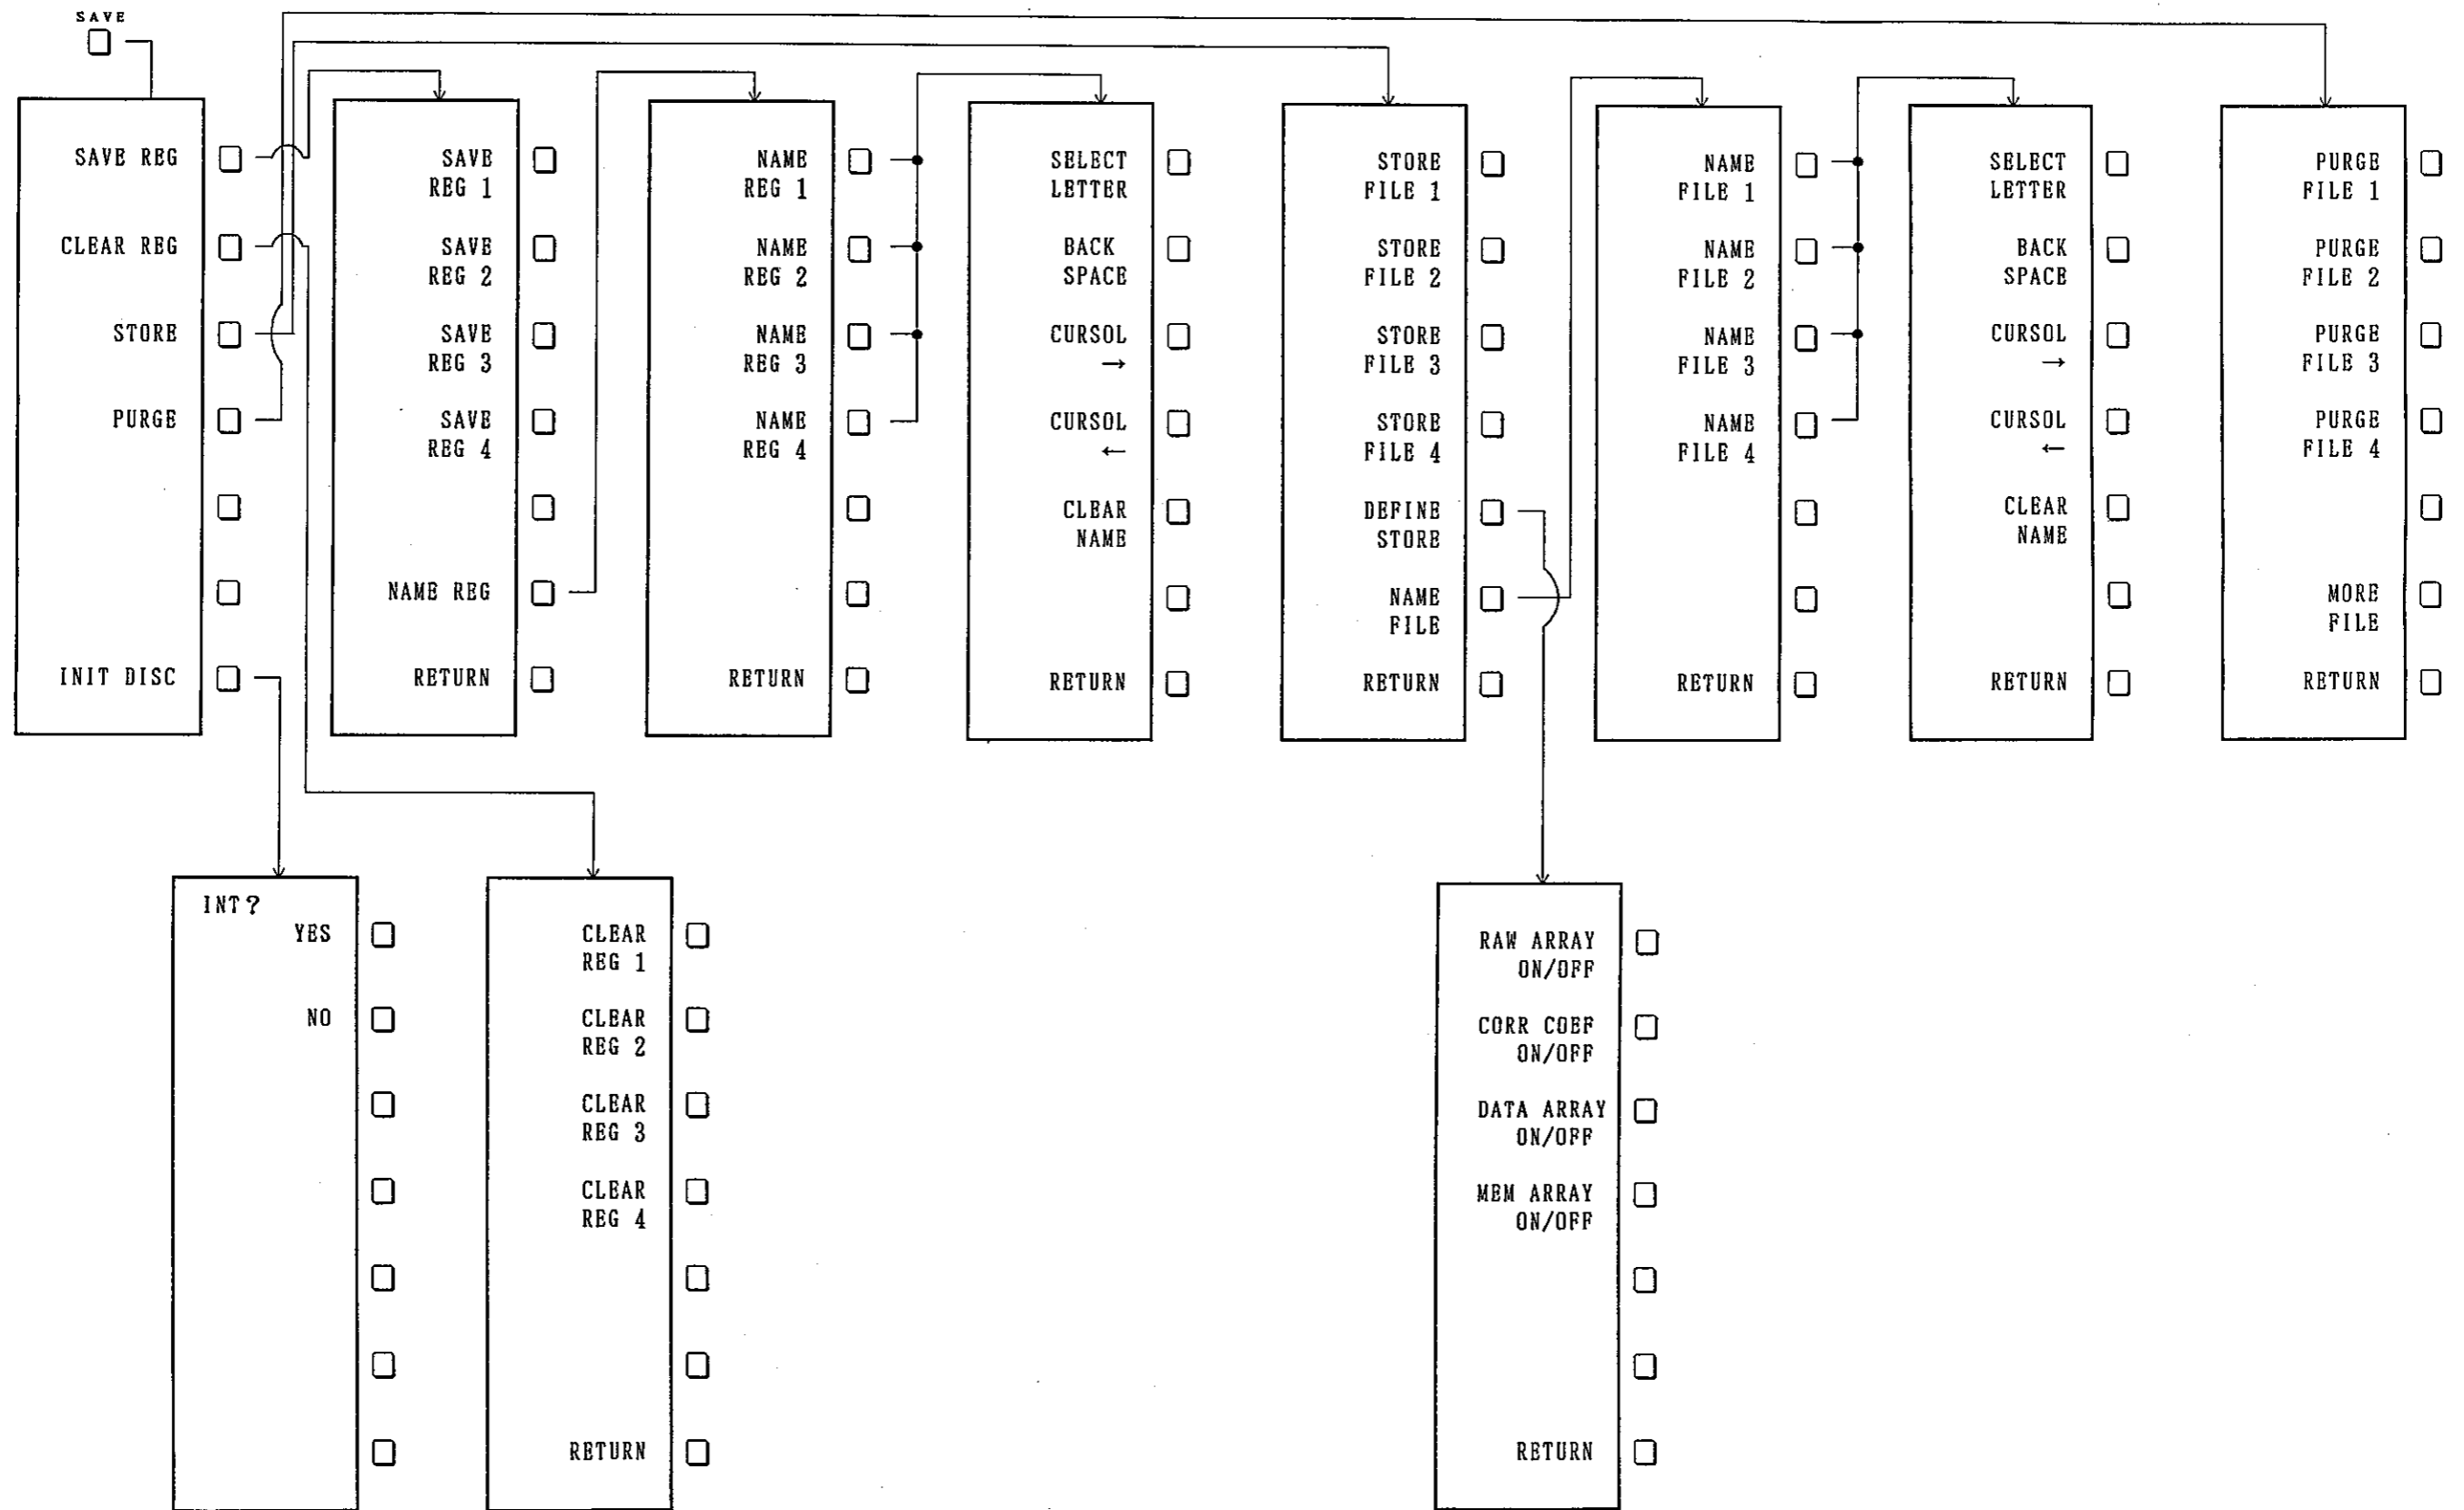 SAVE
SAVE REG
CLEAR REG
STORE
PURGE
INIT DISC
SAVE
REG 1
SAVE
REG 2
SAVE
REG 3
SAVE
REG 4
NAME REG
RETURN
NAME
REG 1
NAME
REG 2
NAME
REG 3
NAME
REG 4
RETURN
SELECT
LETTER
BACK
SPACE
CURSOL
→
CURSOL
←
CLEAR
NAME
RETURN
STORE
FILE 1
STORE
FILE 2
STORE
FILE 3
STORE
FILE 4
DEFINE
STORE
NAME
FILE
RETURN
NAME
FILE 1
NAME
FILE 2
NAME
FILE 3
NAME
FILE 4
RETURN
SELECT
LETTER
BACK
SPACE
CURSOL
→
CURSOL
←
CLEAR
NAME
RETURN
PURGE
FILE 1
PURGE
FILE 2
PURGE
FILE 3
PURGE
FILE 4
MORE
FILE
RETURN
INT?
YES
NO
CLEAR
REG 1
CLEAR
REG 2
CLEAR
REG 3
CLEAR
REG 4
RETURN
RAW ARRAY
ON/OFF
CORR COEF
ON/OFF
DATA ARRAY
ON/OFF
MEM ARRAY
ON/OFF
RETURN